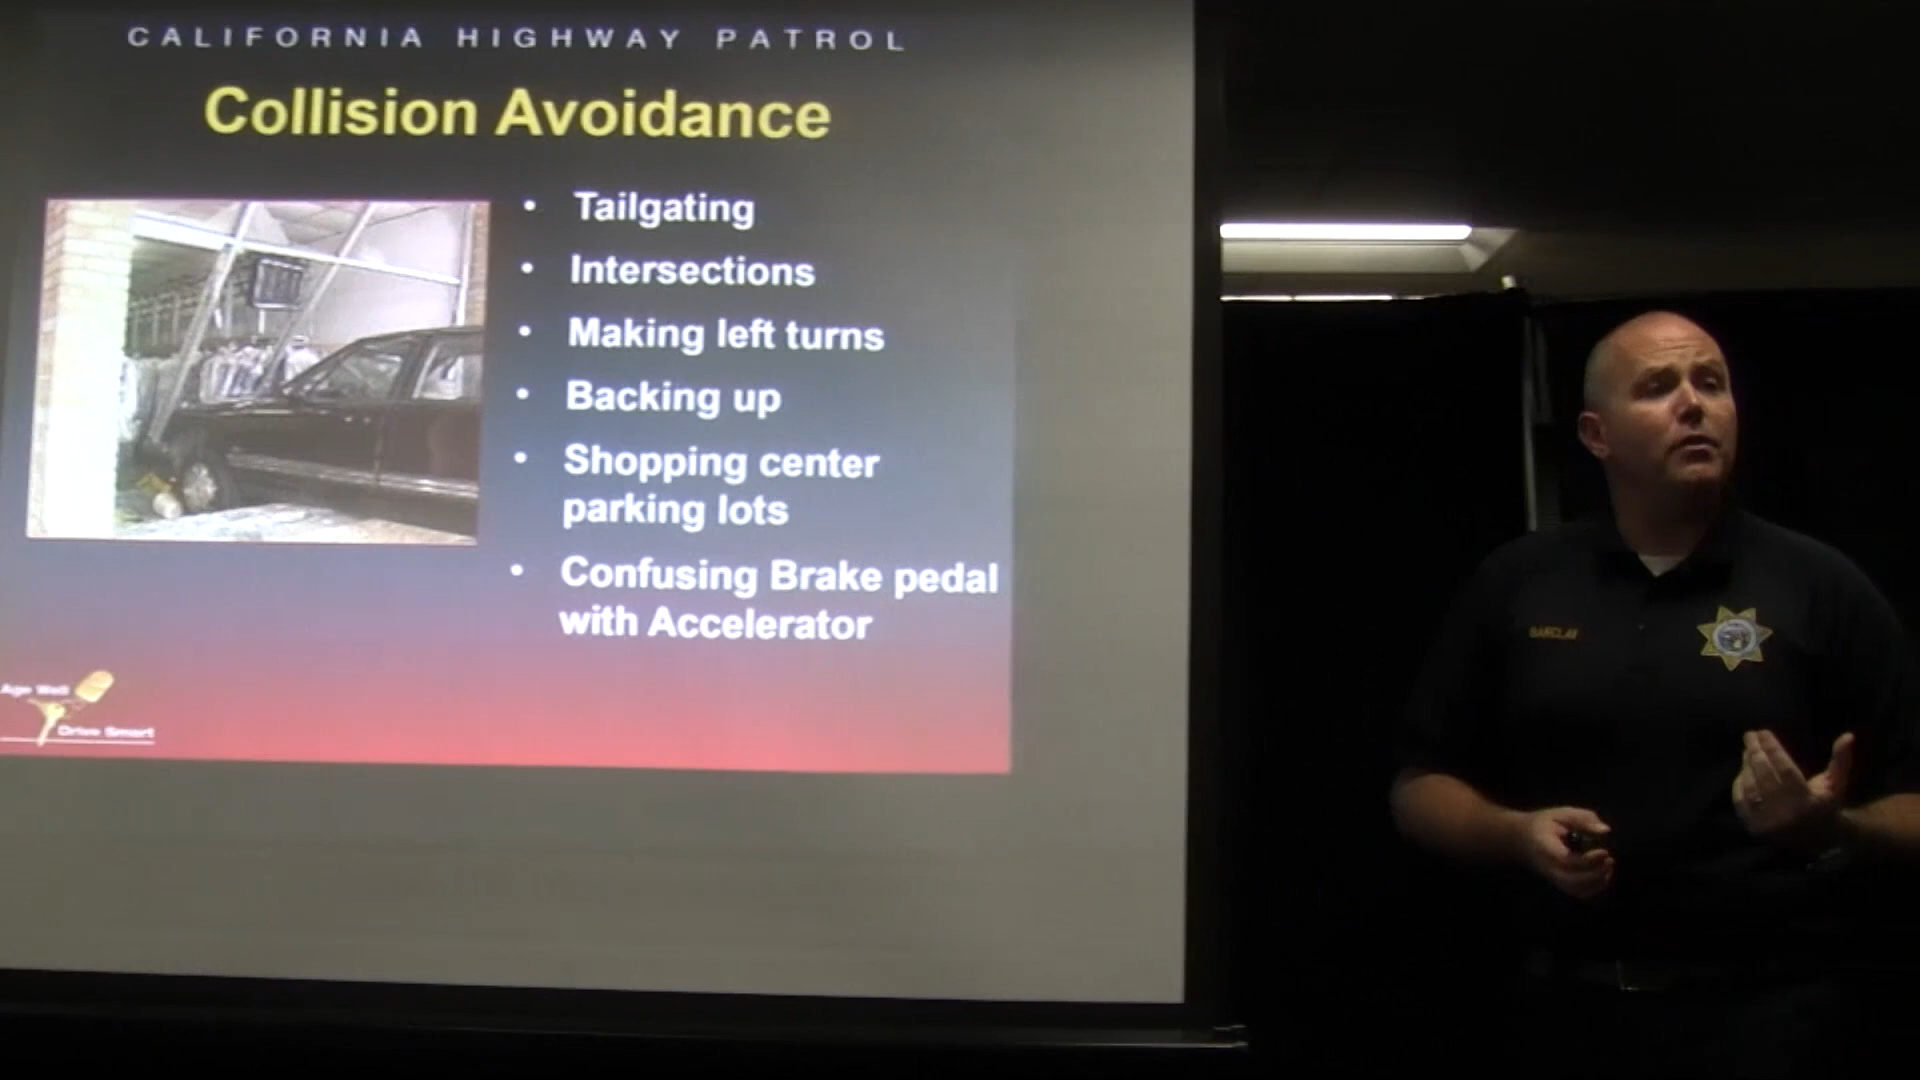 CALIFORNIA HIGHWAY PATROL
Collision Avoidance
• Tailgating
• Intersections
• Making left turns
• Backing up
• Shopping center
parking lots
• Confusing Brake pedal
with Accelerator
Age Well
Drive Smart
BARCLAY